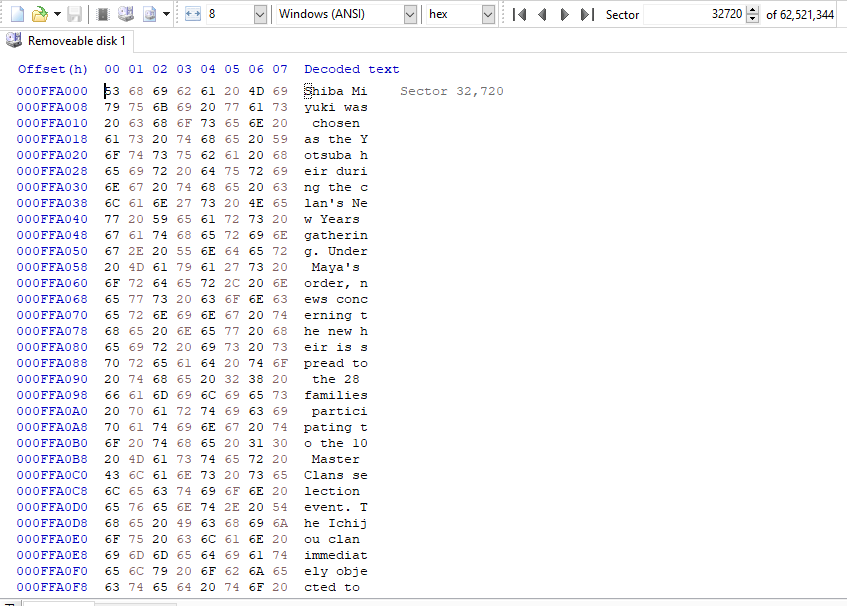 8 Windows (ANSI) hex Sector 32720 of 62,521,344
Removeable disk 1
Offset(h) 00 01 02 03 04 05 06 07 Decoded text
000FFA000 53 68 69 62 61 20 4D 69 Shiba Mi Sector 32,720
000FFA008 79 75 6B 69 20 77 61 73 yuki was
000FFA010 20 63 68 6F 73 65 6E 20 chosen
000FFA018 61 73 20 74 68 65 20 59 as the Y
000FFA020 6F 74 73 75 62 61 20 68 otsuba h
000FFA028 65 69 72 20 64 75 72 69 eir duri
000FFA030 6E 67 20 74 68 65 20 63 ng the c
000FFA038 6C 61 6E 27 73 20 4E 65 lan's Ne
000FFA040 77 20 59 65 61 72 73 20 w Years
000FFA048 67 61 74 68 65 72 69 6E gatherin
000FFA050 67 2E 20 55 6E 64 65 72 g. Under
000FFA058 20 4D 61 79 61 27 73 20 Maya's
000FFA060 6F 72 64 65 72 2C 20 6E order, n
000FFA068 65 77 73 20 63 6F 6E 63 ews conc
000FFA070 65 72 6E 69 6E 67 20 74 erning t
000FFA078 68 65 20 6E 65 77 20 68 he new h
000FFA080 65 69 72 20 69 73 20 73 eir is s
000FFA088 70 72 65 61 64 20 74 6F pread to
000FFA090 20 74 68 65 20 32 38 20 the 28
000FFA098 66 61 6D 69 6C 69 65 73 families
000FFA0A0 20 70 61 72 74 69 63 69 partici
000FFA0A8 70 61 74 69 6E 67 20 74 pating t
000FFA0B0 6F 20 74 68 65 20 31 30 o the 10
000FFA0B8 20 4D 61 73 74 65 72 20 Master
000FFA0C0 43 6C 61 6E 73 20 73 65 Clans se
000FFA0C8 6C 65 63 74 69 6F 6E 20 lection
000FFA0D0 65 76 65 6E 74 2E 20 54 event. T
000FFA0D8 68 65 20 49 63 68 69 6A he Ichij
000FFA0E0 6F 75 20 63 6C 61 6E 20 ou clan
000FFA0E8 69 6D 6D 65 64 69 61 74 immediat
000FFA0F0 65 6C 79 20 6F 62 6A 65 ely obje
000FFA0F8 63 74 65 64 20 74 6F 20 cted to